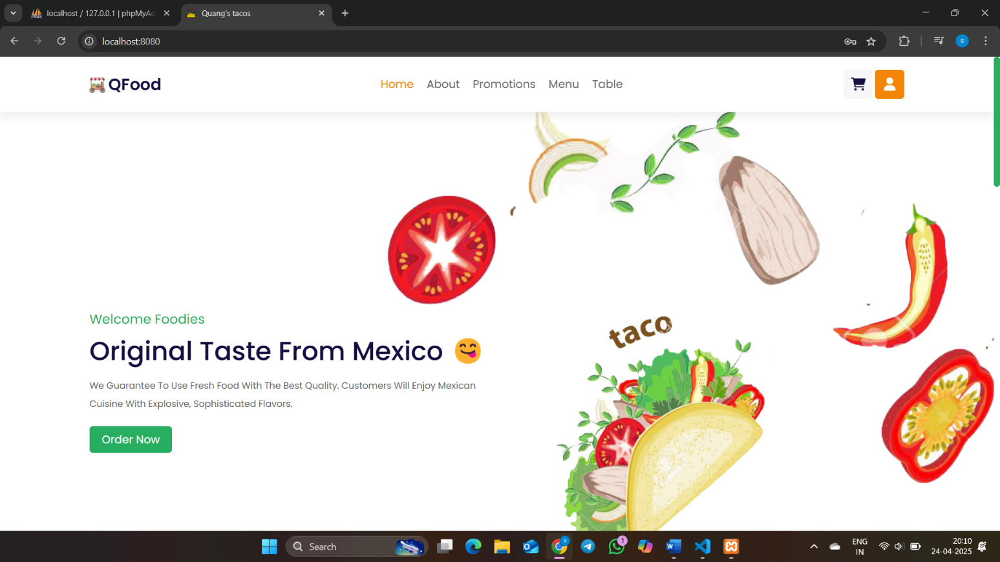 localhost / 127.0.0.1 | phpMyAd
Quang's tacos
localhost:8080
S
QFood
Home
About
Promotions
Menu
Table
taco
Welcome Foodies
Original Taste From Mexico 😋
We Guarantee To Use Fresh Food With The Best Quality. Customers Will Enjoy Mexican
Cuisine With Explosive, Sophisticated Flavors.
Order Now
Search
1
ENG
IN
20:10
24-04-2025